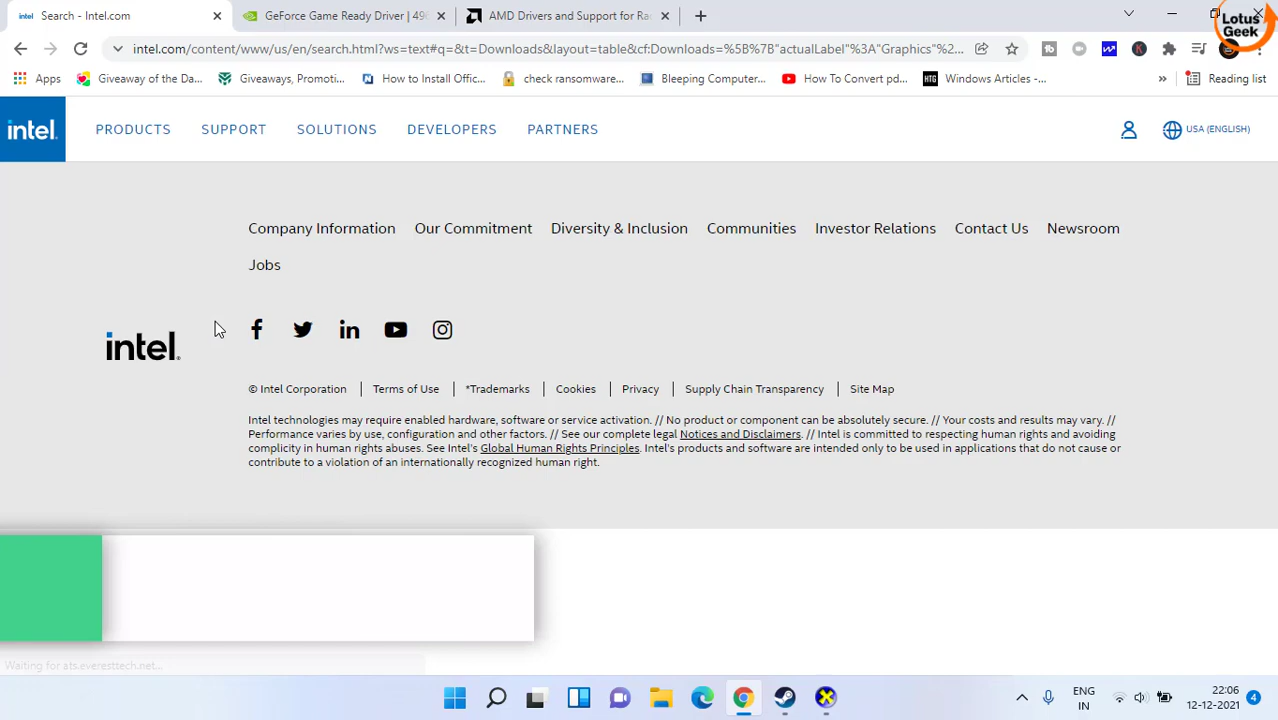 Search - Intel.com
GeForce Game Ready Driver | 496
AMD Drivers and Support for Ra
Lotus
Geek
intel.com/content/www/us/en/search.html?ws=text#q=&t=Downloads&layout=table&cf:Downloads=%5B%7B"actualLabel"%3A"Graphics"%2...
Apps
Giveaway of the Da...
Giveaways, Promoti...
How to Install Offic...
check ransomware...
Bleeping Computer...
How To Convert pd...
HTG
Windows Articles -...
»
Reading list
intel.
PRODUCTS
SUPPORT
SOLUTIONS
DEVELOPERS
PARTNERS
USA (ENGLISH)
Company Information
Our Commitment
Diversity & Inclusion
Communities
Investor Relations
Contact Us
Newsroom
Jobs
intel.
© Intel Corporation
Terms of Use
*Trademarks
Cookies
Privacy
Supply Chain Transparency
Site Map
Intel technologies may require enabled hardware, software or service activation. // No product or component can be absolutely secure. // Your costs and results may vary. //
Performance varies by use, configuration and other factors. // See our complete legal Notices and Disclaimers. // Intel is committed to respecting human rights and avoiding
complicity in human rights abuses. See Intel's Global Human Rights Principles. Intel's products and software are intended only to be used in applications that do not cause or
contribute to a violation of an internationally recognized human right.
Waiting for ats.everesttech.net...
ENG
IN
22:06
12-12-2021
4